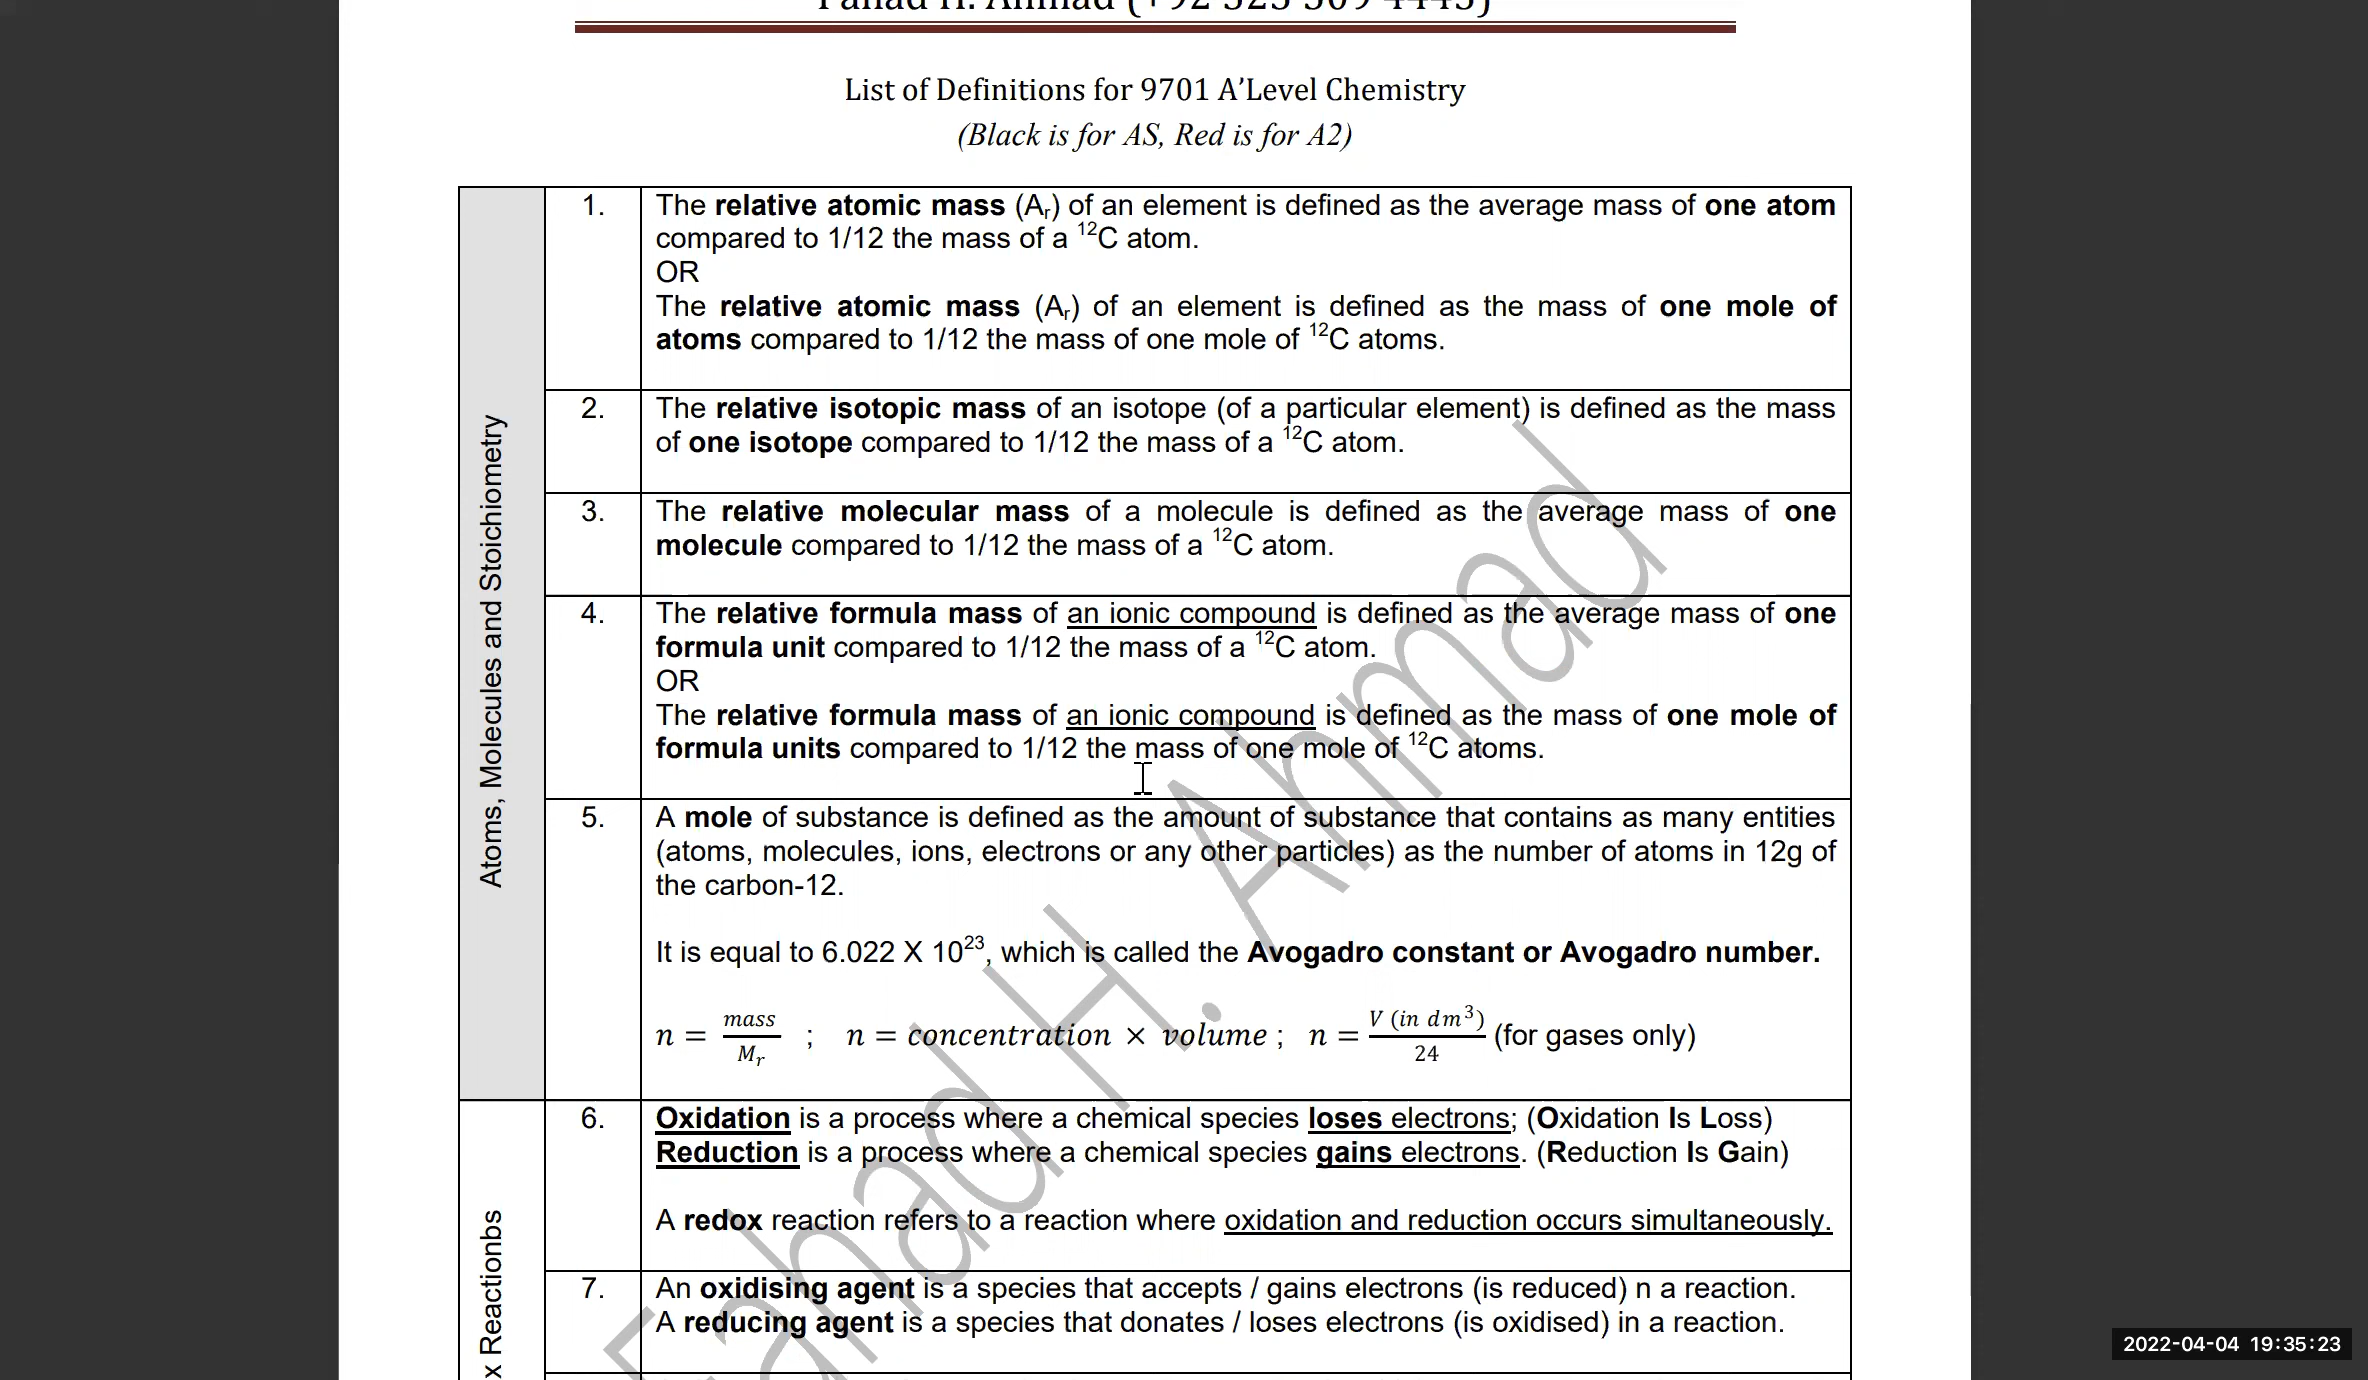 Fahad H. Ahmad (+92 323 509 4443)
List of Definitions for 9701 A’Level Chemistry
(Black is for AS, Red is for A2)
Atoms, Molecules and Stoichiometry
1.
The relative atomic mass (Ar) of an element is defined as the average mass of one atom
compared to 1/12 the mass of a 12C atom.
OR
The relative atomic mass (Ar) of an element is defined as the mass of one mole of
atoms compared to 1/12 the mass of one mole of 12C atoms.
2.
The relative isotopic mass of an isotope (of a particular element) is defined as the mass
of one isotope compared to 1/12 the mass of a 12C atom.
3.
The relative molecular mass of a molecule is defined as the average mass of one
molecule compared to 1/12 the mass of a 12C atom.
4.
The relative formula mass of an ionic compound is defined as the average mass of one
formula unit compared to 1/12 the mass of a 12C atom.
OR
The relative formula mass of an ionic compound is defined as the mass of one mole of
formula units compared to 1/12 the mass of one mole of 12C atoms.
5.
A mole of substance is defined as the amount of substance that contains as many entities
(atoms, molecules, ions, electrons or any other particles) as the number of atoms in 12g of
the carbon-12.
It is equal to 6.022 X 10^23, which is called the Avogadro constant or Avogadro number.
n = mass / Mr ; n = concentration × volume ; n = V (in dm³) / 24 (for gases only)
x Reactionbs
6.
Oxidation is a process where a chemical species loses electrons; (Oxidation Is Loss)
Reduction is a process where a chemical species gains electrons. (Reduction Is Gain)
A redox reaction refers to a reaction where oxidation and reduction occurs simultaneously.
7.
An oxidising agent is a species that accepts / gains electrons (is reduced) n a reaction.
A reducing agent is a species that donates / loses electrons (is oxidised) in a reaction.
Fahad H. Ahmad
2022-04-04 19:35:23